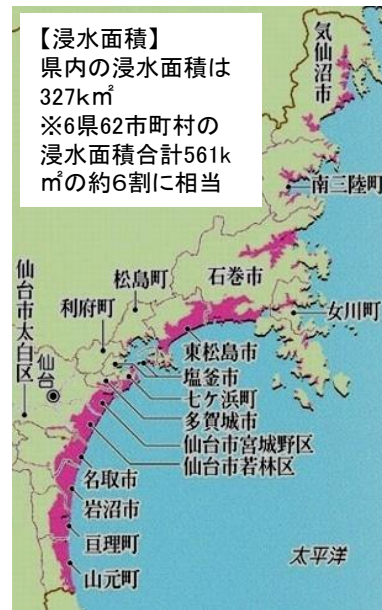 【浸水面積】
県内の浸水面積は
327k㎡
※6県62市町村の
浸水面積合計561k
㎡の約6割に相当
気仙沼市
南三陸町
石巻市
松島町
女川町
利府町
仙台市太白区
仙台
東松島市
塩釜市
七ケ浜町
多賀城市
仙台市宮城野区
仙台市若林区
名取市
岩沼市
亘理町
山元町
太平洋